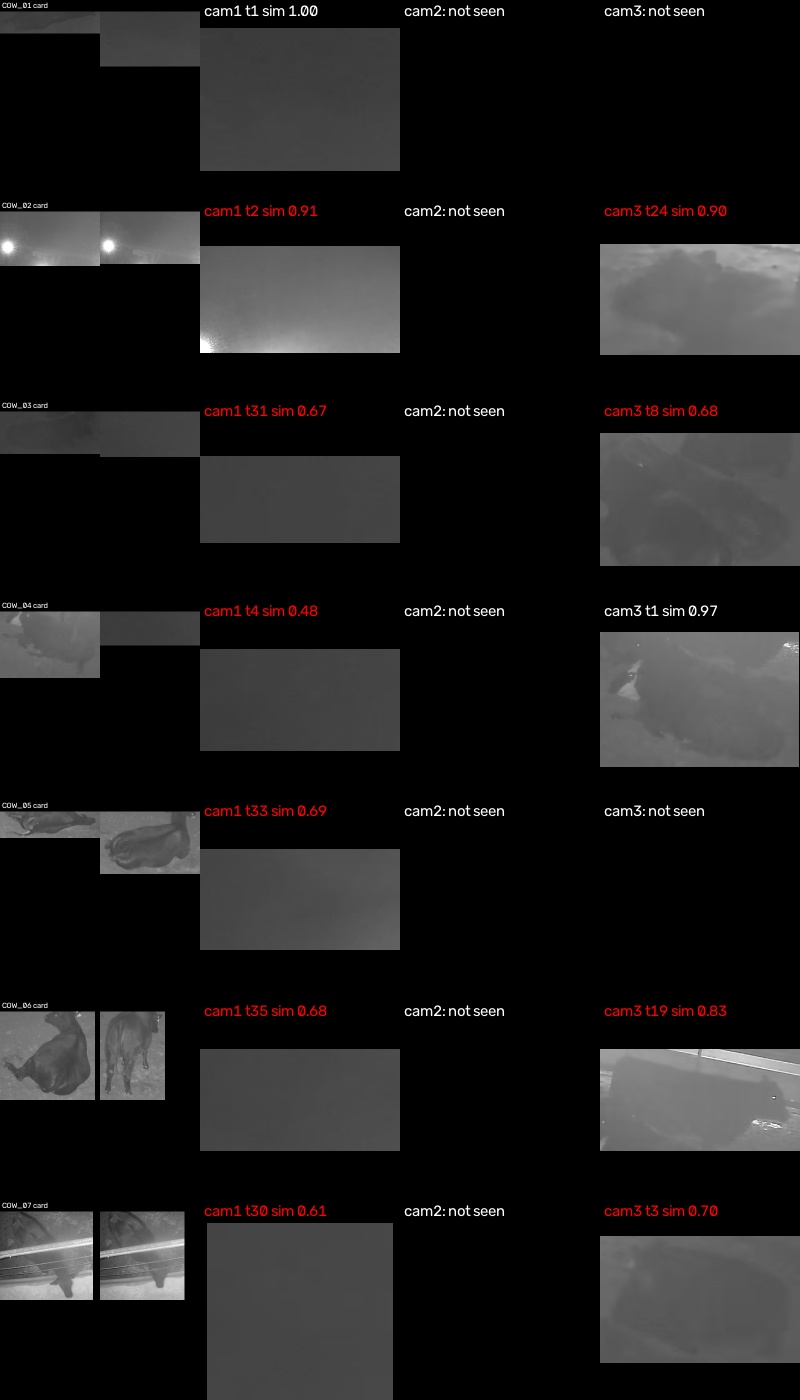 COW_01 card
cam1 t1 sim 1.00
cam2: not seen
cam3: not seen
COW_02 card
cam1 t2 sim 0.91
cam2: not seen
cam3 t24 sim 0.90
COW_03 card
cam1 t31 sim 0.67
cam2: not seen
cam3 t8 sim 0.68
COW_04 card
cam1 t4 sim 0.48
cam2: not seen
cam3 t1 sim 0.97
COW_05 card
cam1 t33 sim 0.69
cam2: not seen
cam3: not seen
COW_06 card
cam1 t35 sim 0.68
cam2: not seen
cam3 t19 sim 0.83
COW_07 card
cam1 t30 sim 0.61
cam2: not seen
cam3 t3 sim 0.70